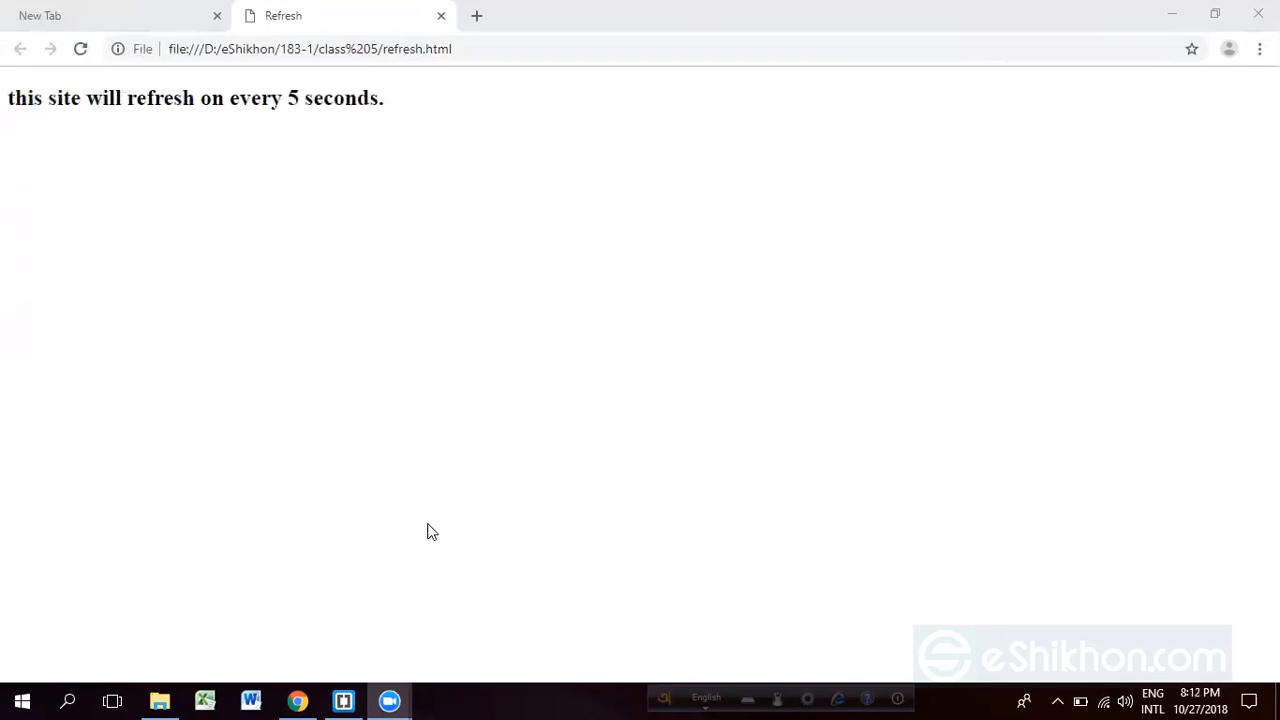 New Tab
Refresh
File
file:///D:/eShikhon/183-1/class%205/refresh.html
this site will refresh on every 5 seconds.
eShikhon.com
অ English
ENG
INTL
8:12 PM
10/27/2018